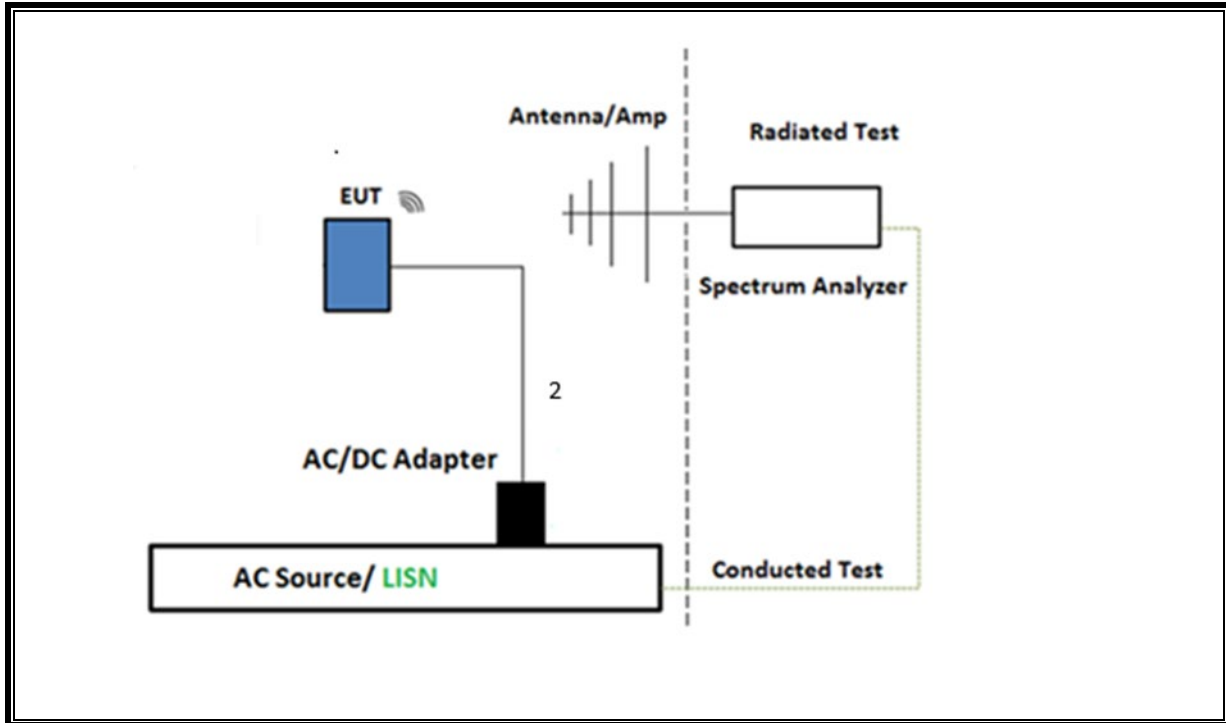 Antenna/Amp
Radiated Test
EUT
Spectrum Analyzer
2
AC/DC Adapter
AC Source/ LISN
Conducted Test